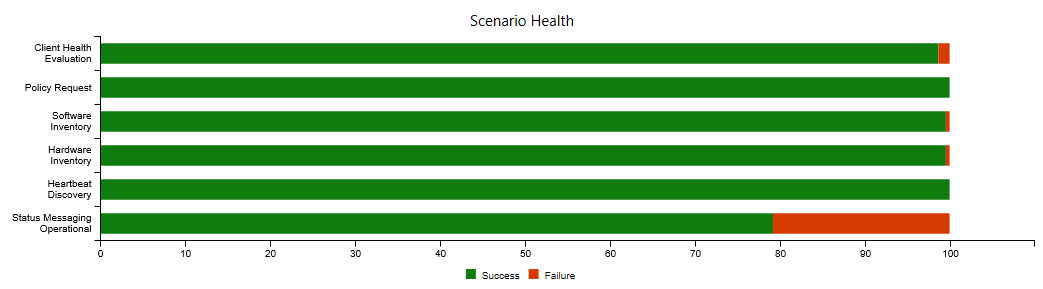 Scenario Health
Client Health
Evaluation
Policy Request
Software
Inventory
Hardware
Inventory
Heartbeat
Discovery
Status Messaging
Operational
0 10 20 30 40 50 60 70 80 90 100
Success Failure